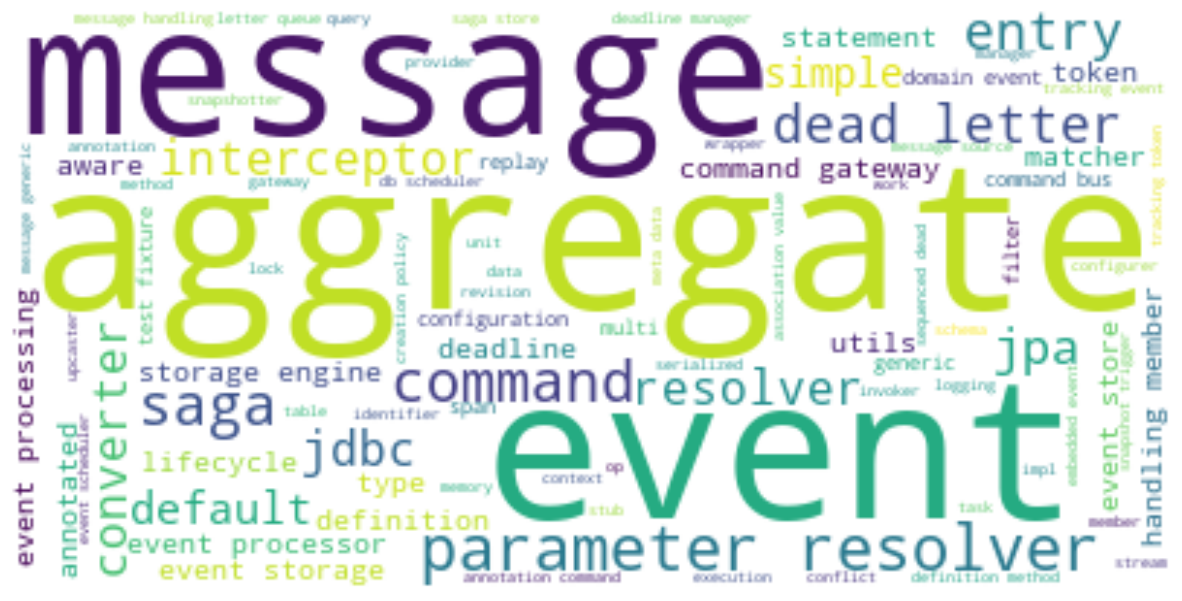 message handling
letter queue
query
saga store
deadline manager
message
statement
entry
manager
provider
simple
domain event
token
tracking event
snapshotter
dead letter
wrapper
message source
annotation
aware
interceptor
replay
command gateway
matcher
command bus
work
method
gateway
db scheduler
message generic
tracking token
aggregate
test fixture
creation policy
unit
lock
data
revision
meta data
association value
sequenced dead
filter
configurer
event processing
upcaster
converter
configuration
multi
deadline
utils
schema
jpa
event store
snapshot trigger
handling member
storage engine
command
serialized
resolver
generic
invoker
logging
saga
table
identifier
span
event
embedded event
annotated
event scheduler
lifecycle
jdbc
type
memory
context
op
impl
default
definition
stub
task
member
event processor
parameter resolver
stream
event storage
annotation command
execution
conflict
definition method